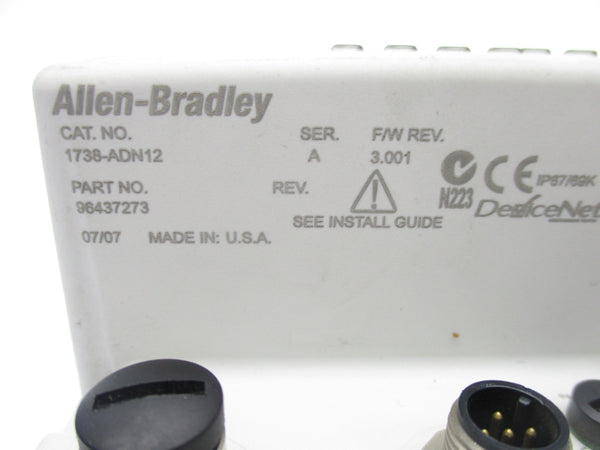 Allen-Bradley
CAT. NO. SER. F/W REV.
1738-ADN12 A 3.001
PART NO. REV.
96437273
SEE INSTALL GUIDE
07/07 MADE IN: U.S.A.
N223
CE IP67/69K
DeviceNet